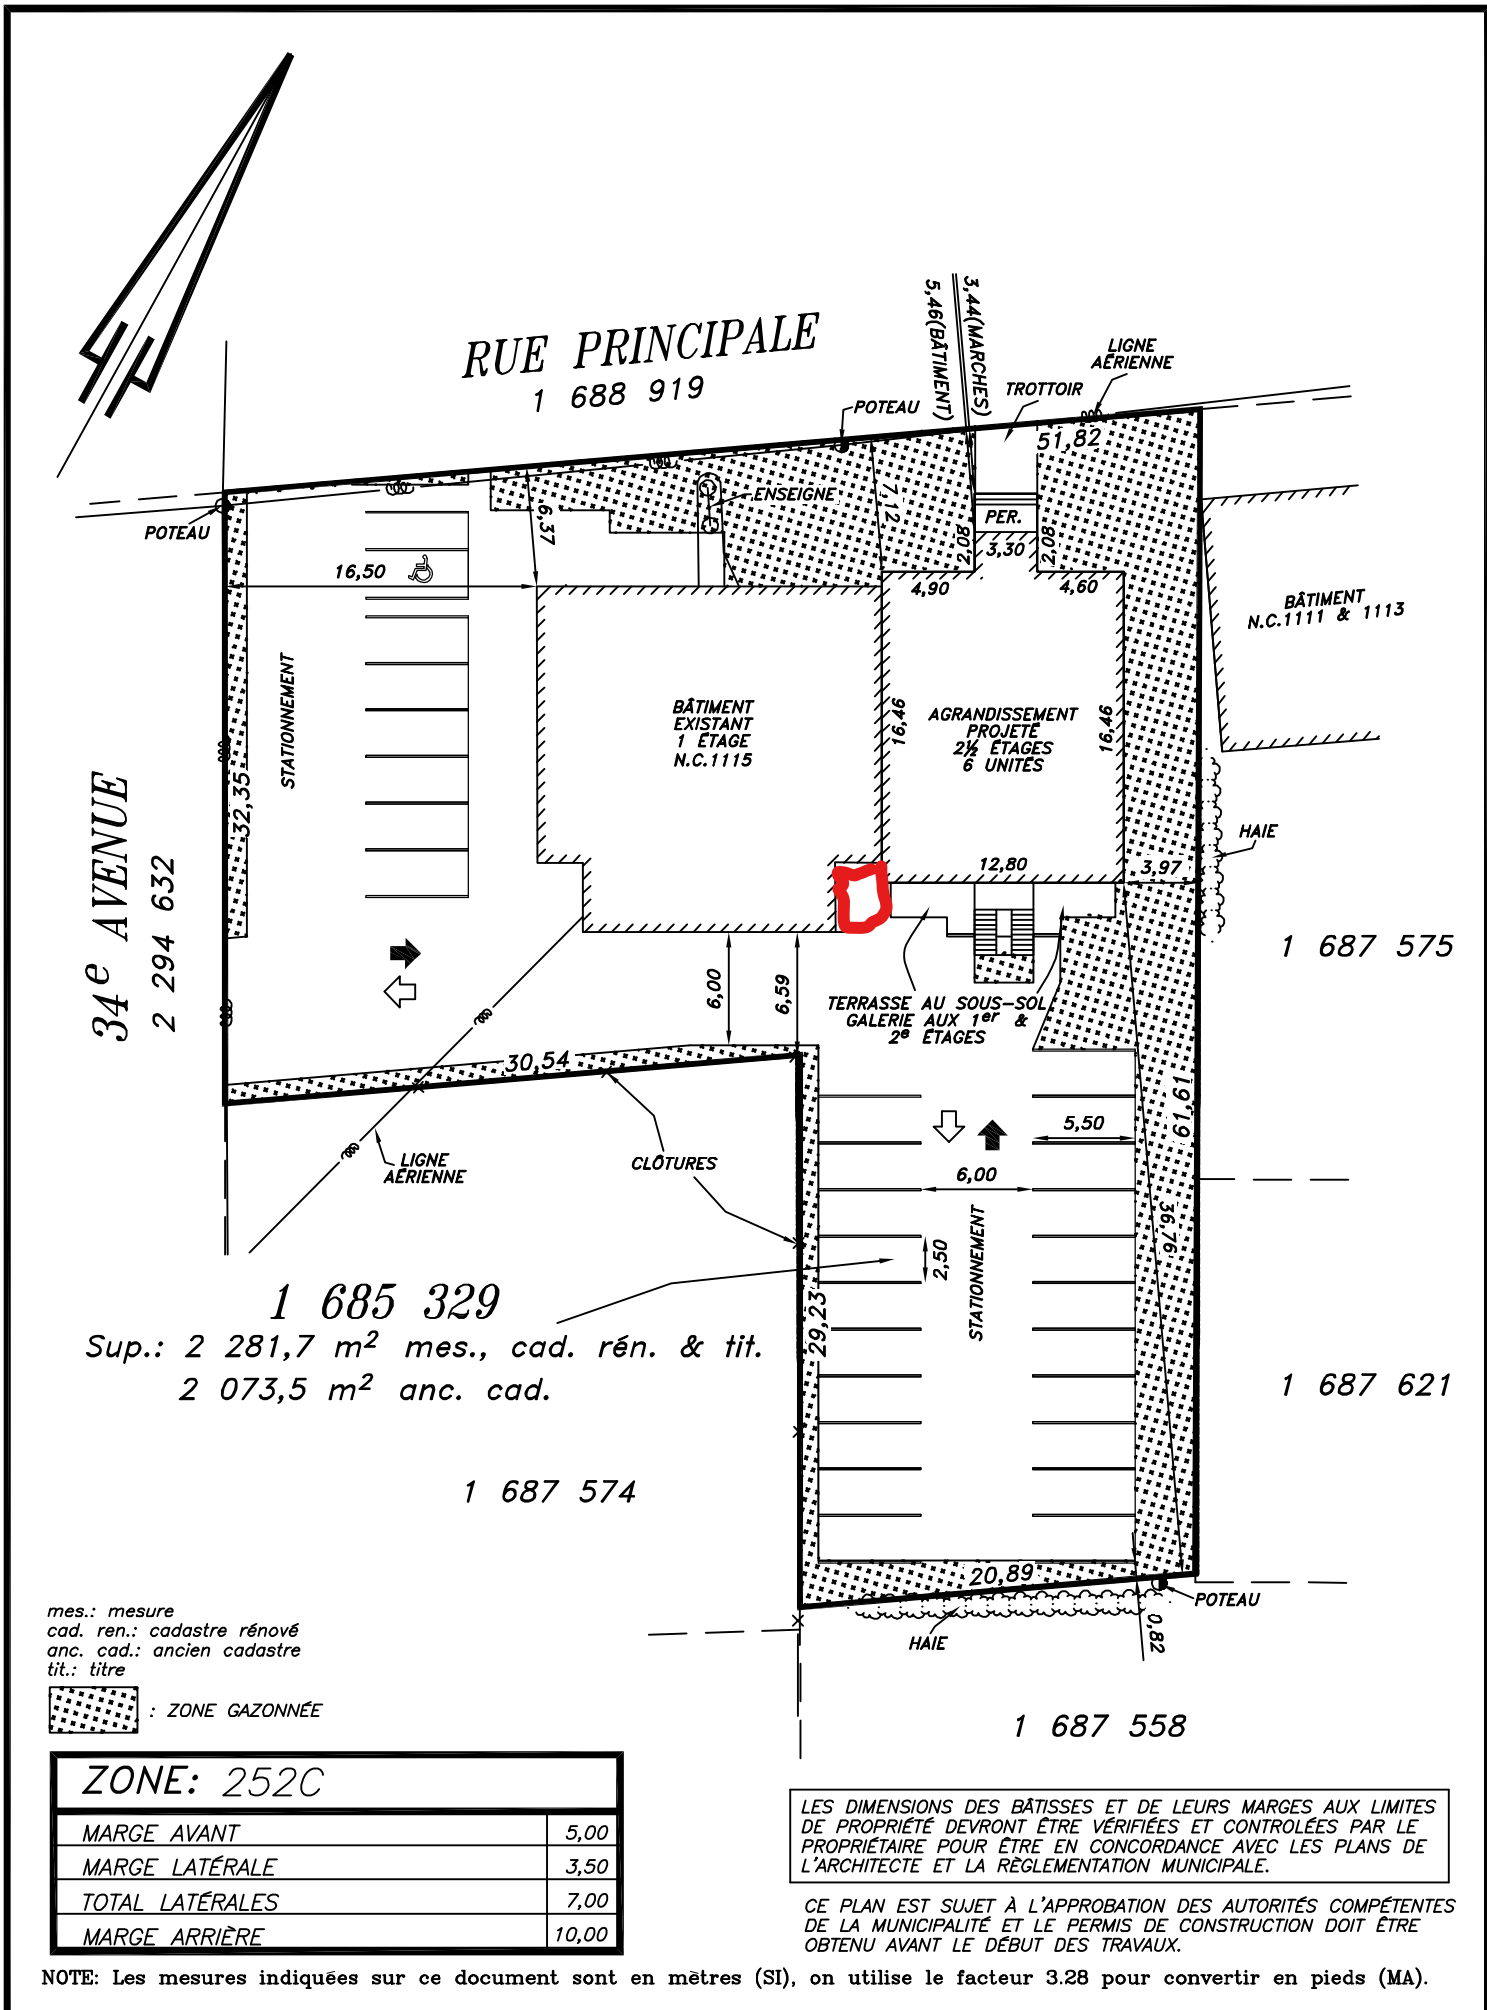 RUE PRINCIPALE
1 688 919
5,46(BÂTIMENT)
3,44(MARCHES)
LIGNE
AÉRIENNE
TROTTOIR
POTEAU
51,82
POTEAU
ENSEIGNE
6,37
7,12
PER.
2,08
3,30
2,08
16,50
4,90
4,60
BÂTIMENT
N.C.1111 & 1113
STATIONNEMENT
BÂTIMENT
EXISTANT
1 ÉTAGE
N.C.1115
16,46
AGRANDISSEMENT
PROJETÉ
2½ ÉTAGES
6 UNITÉS
16,46
32,35
34e AVENUE
2 294 632
HAIE
12,80
3,97
1 687 575
6,00
6,59
TERRASSE AU SOUS-SOL
GALERIE AUX 1er &
2e ÉTAGES
30,54
LIGNE
AÉRIENNE
CLÔTURES
5,50
61,61
6,00
36,76
2,50
STATIONNEMENT
29,23
1 685 329
Sup.: 2 281,7 m² mes., cad. rén. & tit.
2 073,5 m² anc. cad.
1 687 621
1 687 574
20,89
POTEAU
HAIE
0,82
mes.: mesure
cad. ren.: cadastre rénové
anc. cad.: ancien cadastre
tit.: titre
: ZONE GAZONNÉE
1 687 558
ZONE: 252C
MARGE AVANT 5,00
MARGE LATÉRALE 3,50
TOTAL LATÉRALES 7,00
MARGE ARRIÈRE 10,00
LES DIMENSIONS DES BÂTISSES ET DE LEURS MARGES AUX LIMITES
DE PROPRIÉTÉ DEVRONT ÊTRE VÉRIFIÉES ET CONTROLÉES PAR LE
PROPRIÉTAIRE POUR ÊTRE EN CONCORDANCE AVEC LES PLANS DE
L'ARCHITECTE ET LA RÈGLEMENTATION MUNICIPALE.
CE PLAN EST SUJET À L'APPROBATION DES AUTORITÉS COMPÉTENTES
DE LA MUNICIPALITÉ ET LE PERMIS DE CONSTRUCTION DOIT ÊTRE
OBTENU AVANT LE DÉBUT DES TRAVAUX.
NOTE: Les mesures indiquées sur ce document sont en mètres (SI), on utilise le facteur 3.28 pour convertir en pieds (MA).